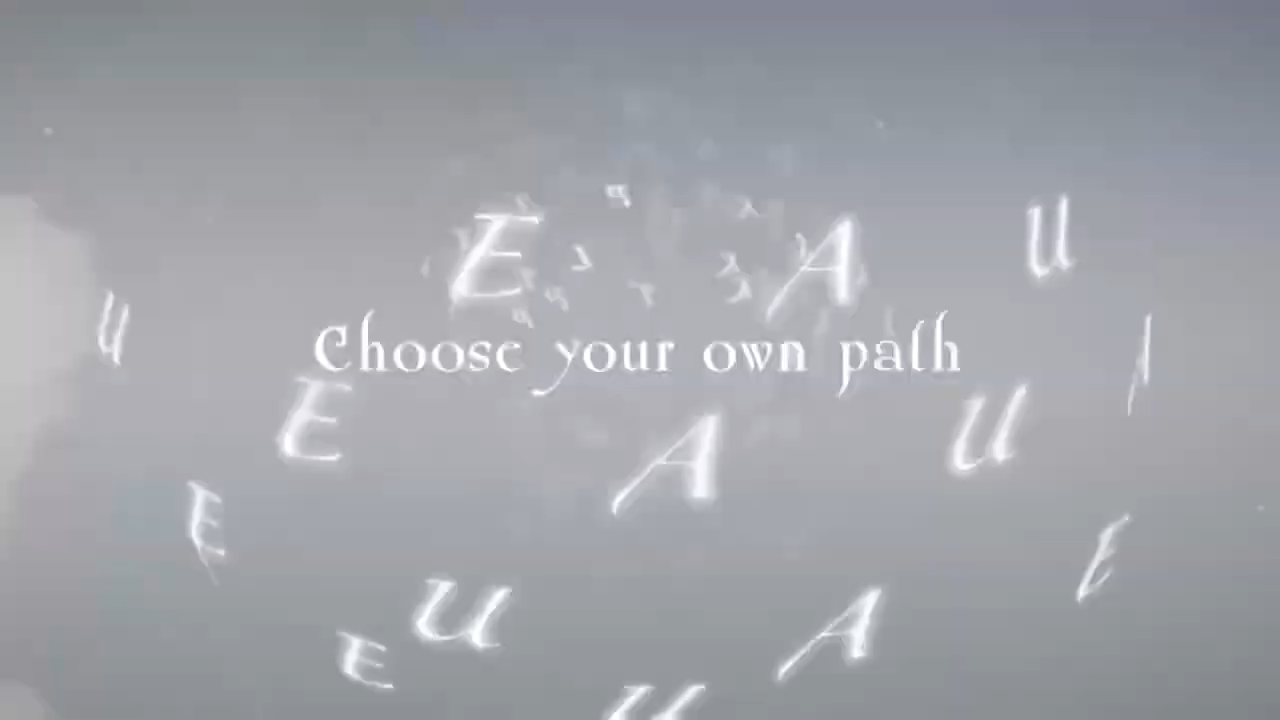 E A U
U
Choose your own path
E A U
E E
U A
E
U